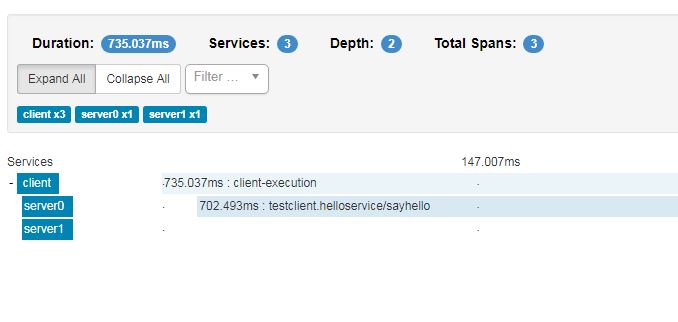 Duration: 735.037ms Services: 3 Depth: 2 Total Spans: 3
Expand All Collapse All Filter ...
client x3 server0 x1 server1 x1
Services 147.007ms
- client .735.037ms : client-execution .
server0 . 702.493ms : testclient.helloservice/sayhello .
server1 . .